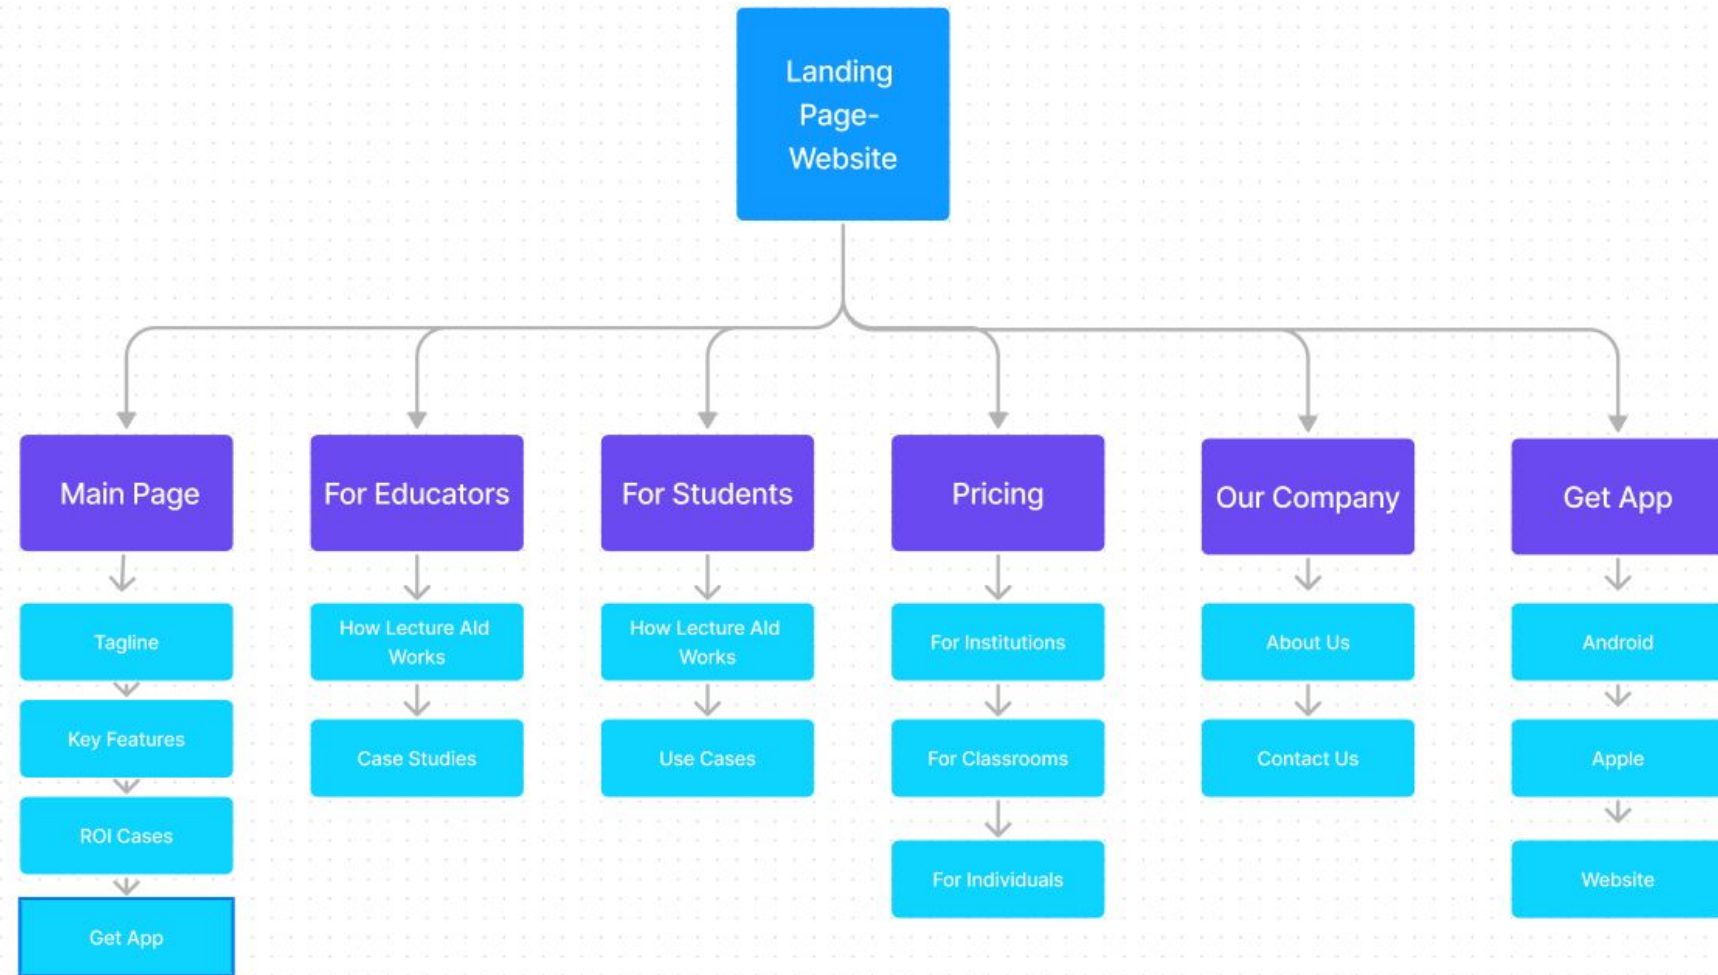 Landing
Page-
Website
Main Page
For Educators
For Students
Pricing
Our Company
Get App
Tagline
Key Features
ROI Cases
Get App
How Lecture AId
Works
Case Studies
How Lecture AId
Works
Use Cases
For Institutions
For Classrooms
For Individuals
About Us
Contact Us
Android
Apple
Website